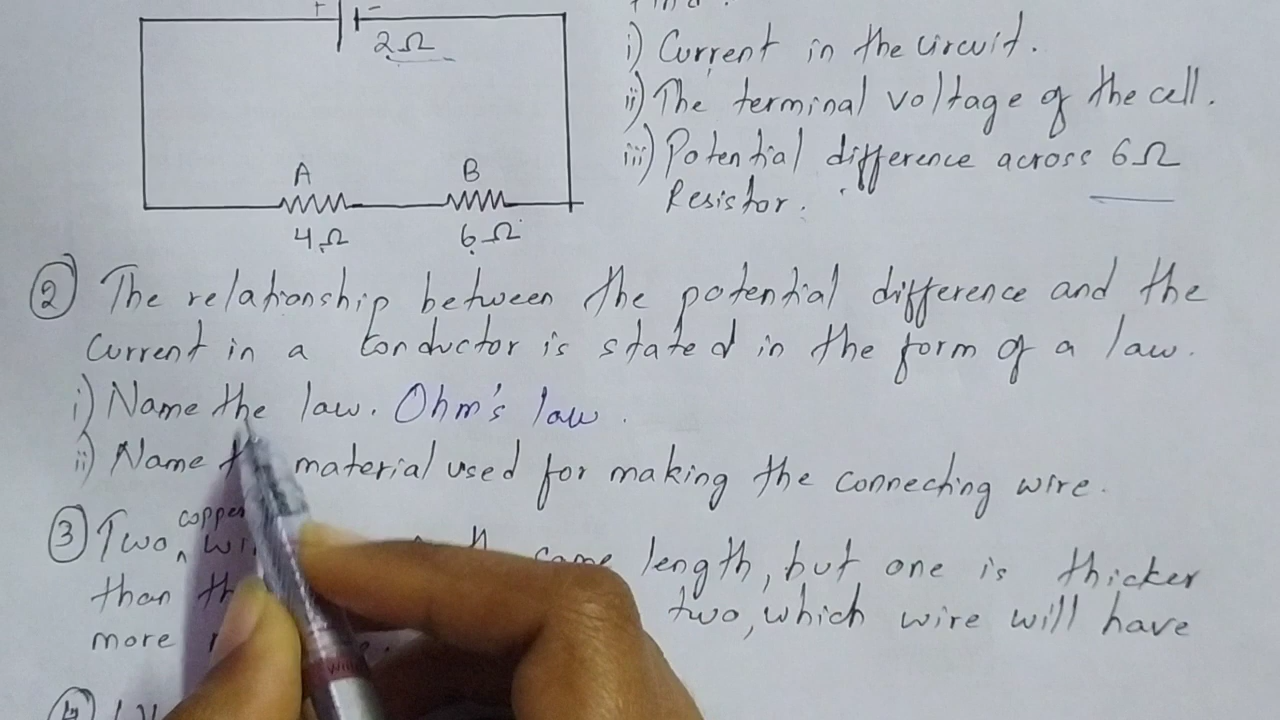 + -
2Ω
i) Current in the circuit.
ii) The terminal voltage of the cell.
iii) Potential difference across 6Ω
Resistor.
A B
4Ω 6Ω
② The relationship between the potential difference and the
current in a conductor is stated in the form of a law.
i) Name the law. Ohm's law.
ii) Name material used for making the connecting wire.
copper
③ Two same length, but one is thicker
than two, which wire will have
more